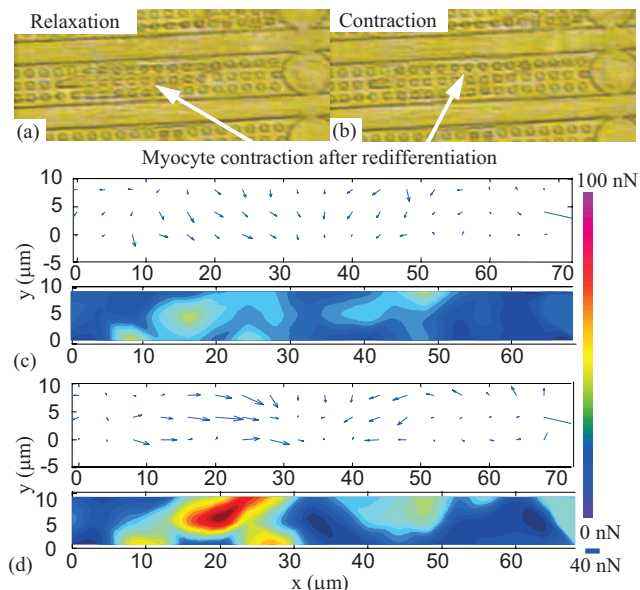 Relaxation
Contraction
(a)
(b)
Myocyte contraction after redifferentiation
100 nN
10
5
0
-5
y (μm)
0 10 20 30 40 50 60 70
10
5
0
(c)
0 10 20 30 40 50 60
10
5
0
-5
y (μm)
0 10 20 30 40 50 60 70
10
5
0
0 nN
(d)
0 10 20 30 40 50 60
40 nN
x (μm)